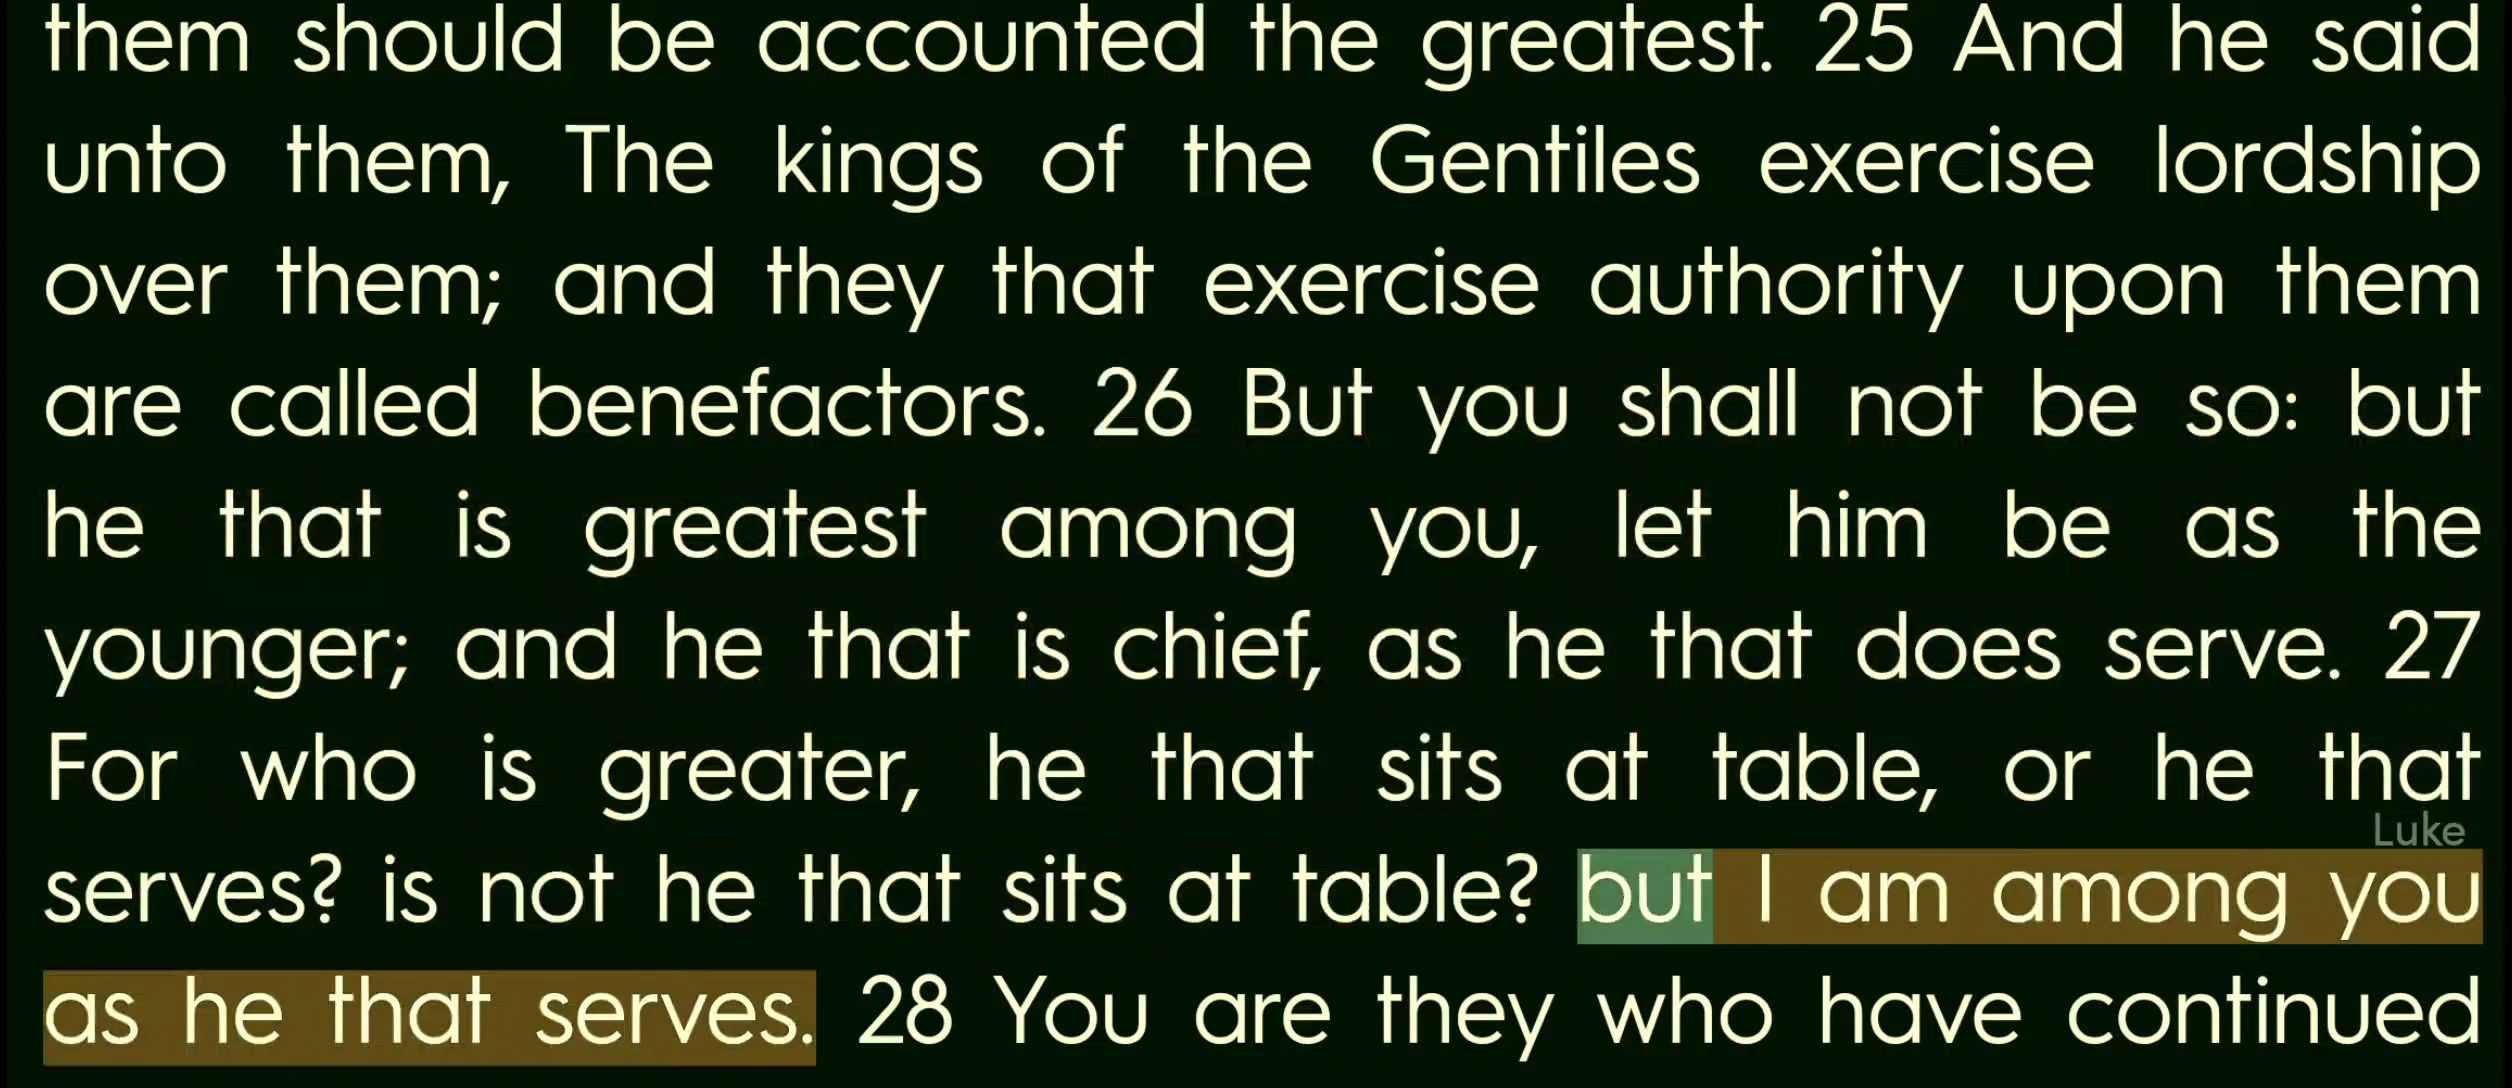 them should be accounted the greatest. 25 And he said
unto them, The kings of the Gentiles exercise lordship
over them; and they that exercise authority upon them
are called benefactors. 26 But you shall not be so: but
he that is greatest among you, let him be as the
younger; and he that is chief, as he that does serve. 27
For who is greater, he that sits at table, or he that
Luke
serves? is not he that sits at table? but I am among you
as he that serves. 28 You are they who have continued